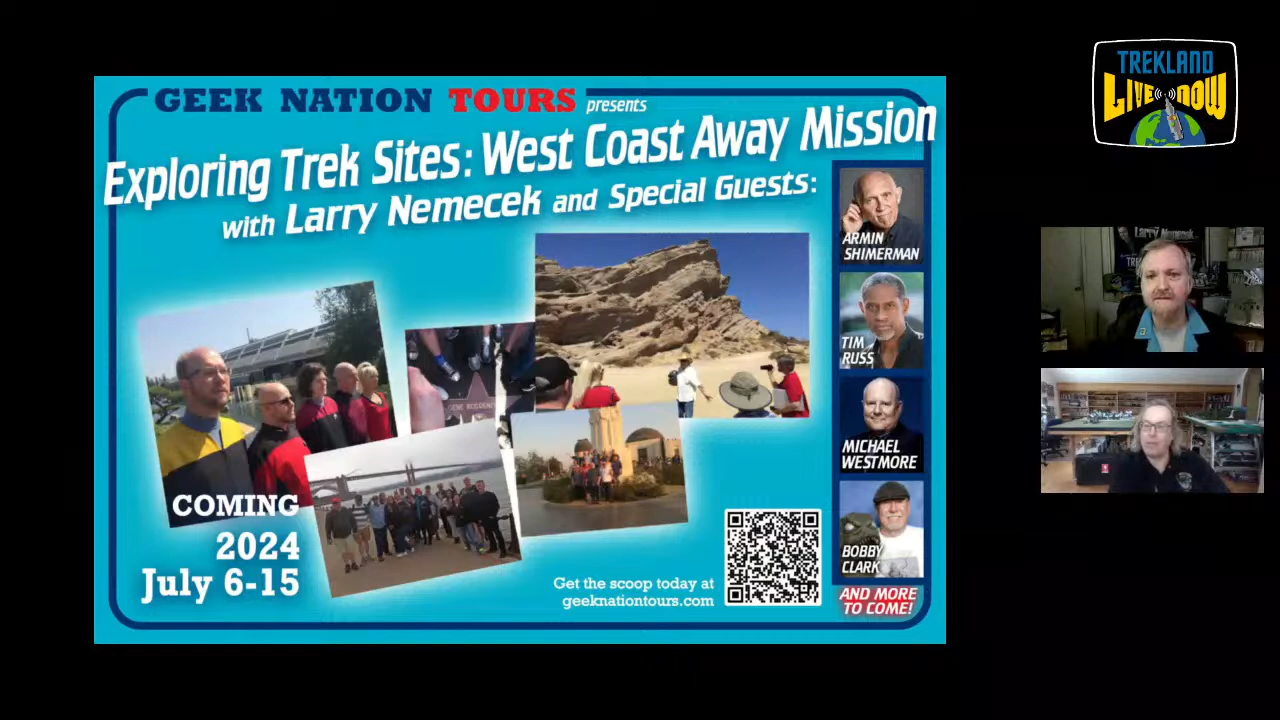 GEEK NATION TOURS presents
Exploring Trek Sites: West Coast Away Mission
with Larry Nemecek and Special Guests:
ARMIN
SHIMERMAN
TIM
RUSS
MICHAEL
WESTMORE
BOBBY
CLARK
AND MORE
TO COME!
COMING
2024
July 6-15
Get the scoop today at
geeknationtours.com
TREKLAND
LIVE NOW
Larry Nemecek